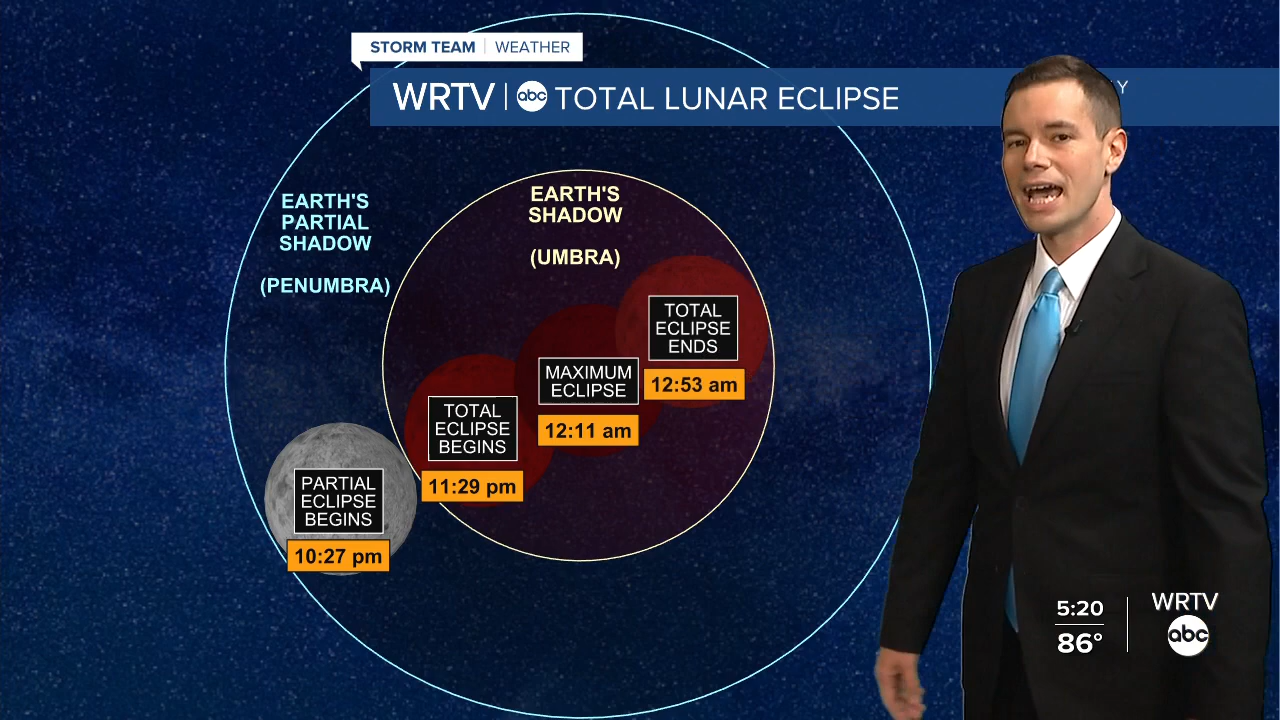 STORM TEAM | WEATHER
WRTV | abc TOTAL LUNAR ECLIPSE
EARTH'S
PARTIAL
SHADOW
(PENUMBRA)
EARTH'S
SHADOW
(UMBRA)
TOTAL
ECLIPSE
ENDS
12:53 am
MAXIMUM
ECLIPSE
12:11 am
TOTAL
ECLIPSE
BEGINS
11:29 pm
PARTIAL
ECLIPSE
BEGINS
10:27 pm
5:20
86°
WRTV
abc